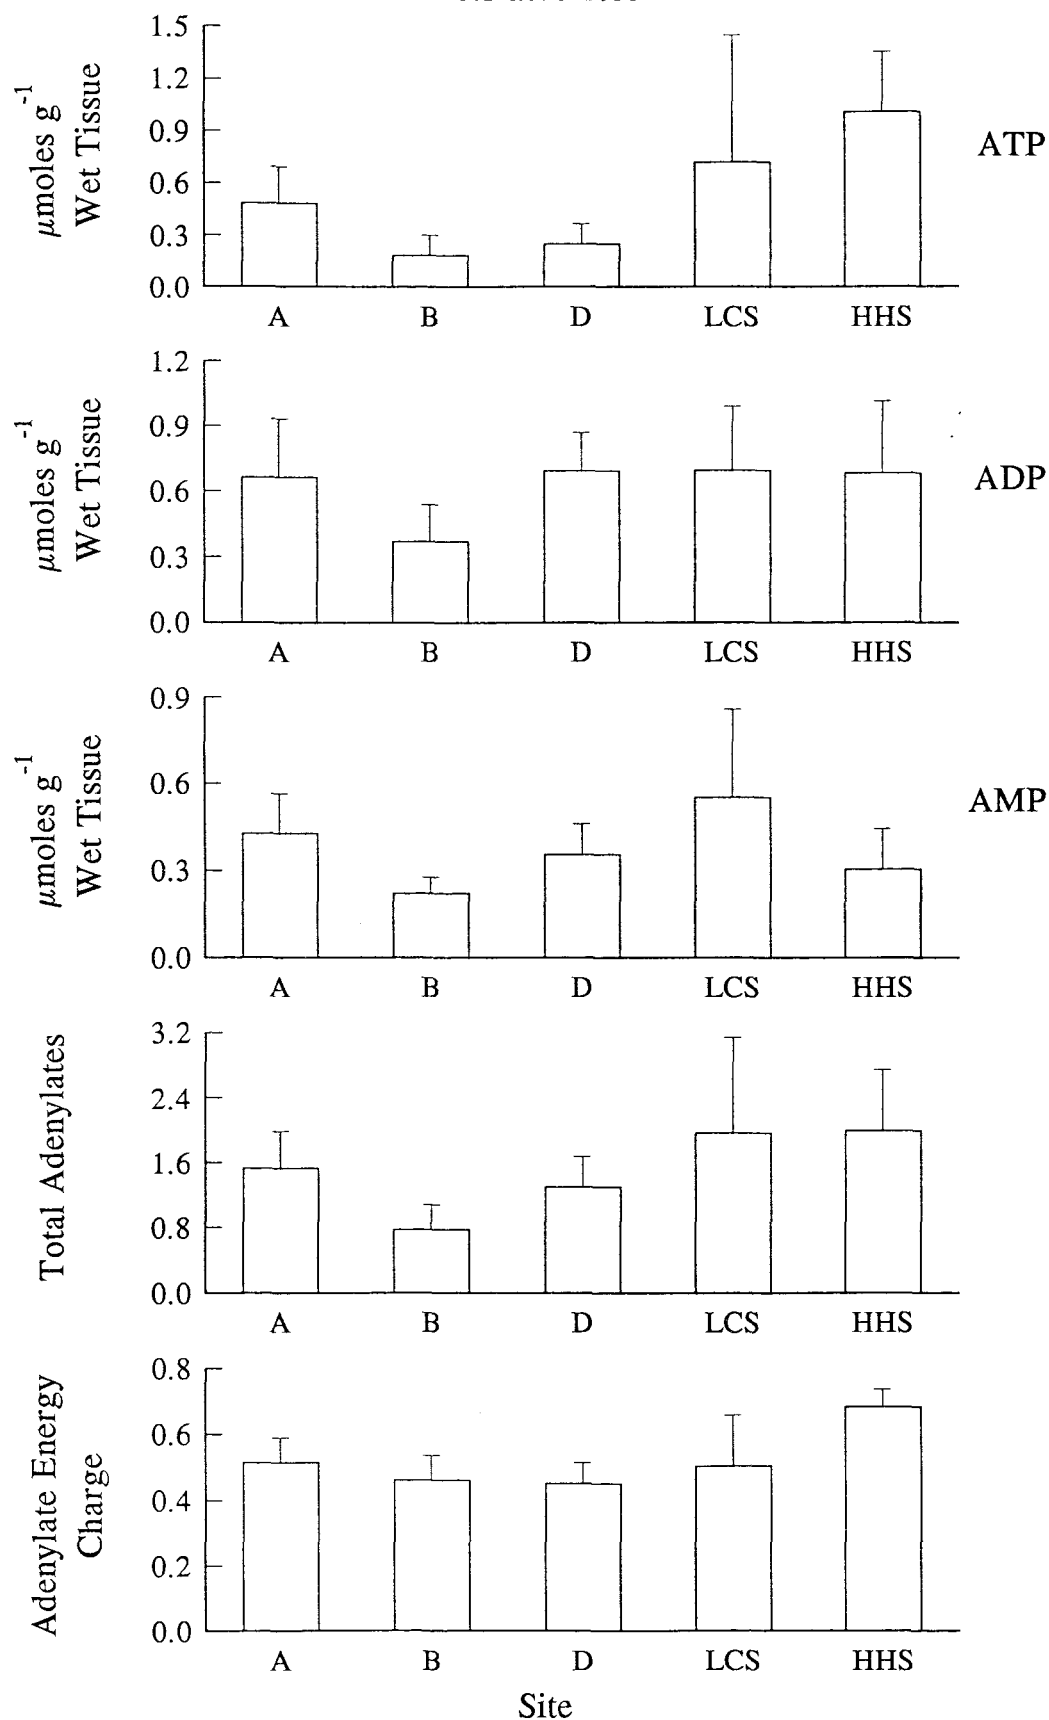 1.5
1.2
0.9
0.6
0.3
0.0
μmoles g⁻¹
Wet Tissue
ATP
A B D LCS HHS
1.2
0.9
0.6
0.3
0.0
μmoles g⁻¹
Wet Tissue
ADP
A B D LCS HHS
0.9
0.6
0.3
0.0
μmoles g⁻¹
Wet Tissue
AMP
A B D LCS HHS
3.2
2.4
1.6
0.8
0.0
Total Adenylates
A B D LCS HHS
0.8
0.6
0.4
0.2
0.0
Adenylate Energy
Charge
A B D LCS HHS
Site